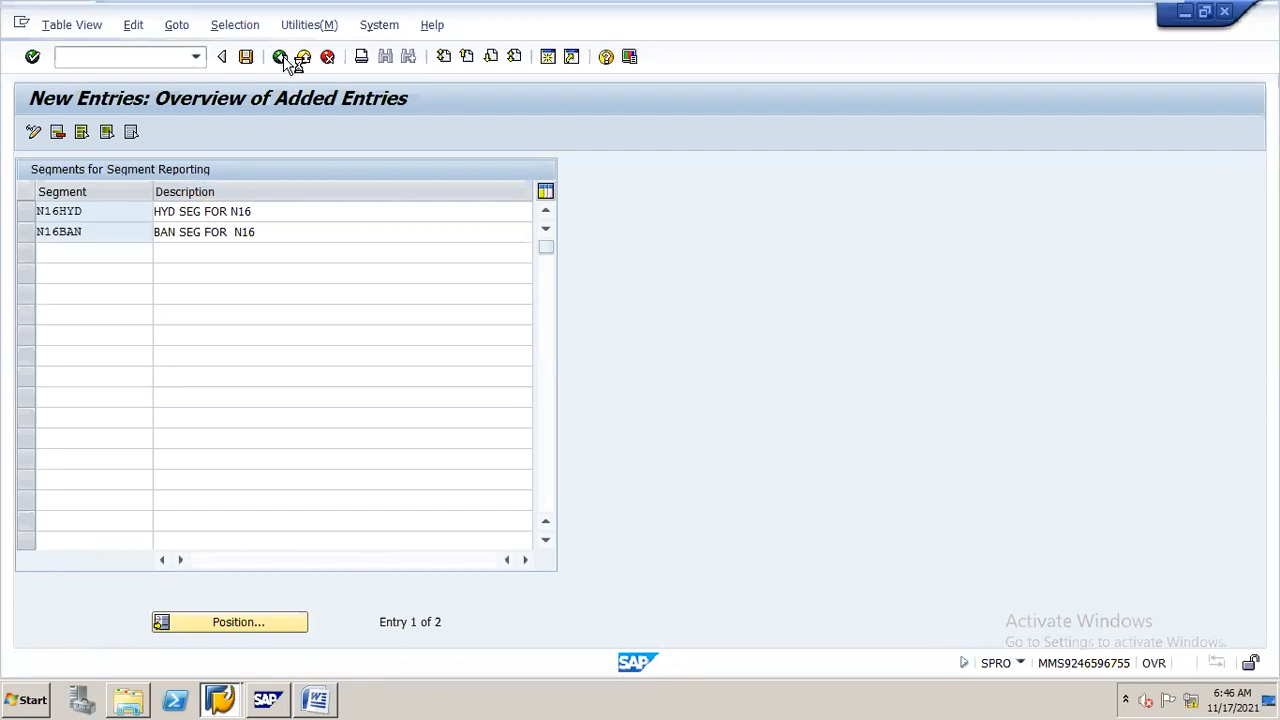 Table View Edit Goto Selection Utilities(M) System Help
New Entries: Overview of Added Entries
Segments for Segment Reporting
Segment Description
N16HYD HYD SEG FOR N16
N16BAN BAN SEG FOR  N16
Position... Entry 1 of 2
Activate Windows
Go to Settings to activate Windows.
SAP SPRO MMS9246596755 OVR
Start SAP 6:46 AM
11/17/2021